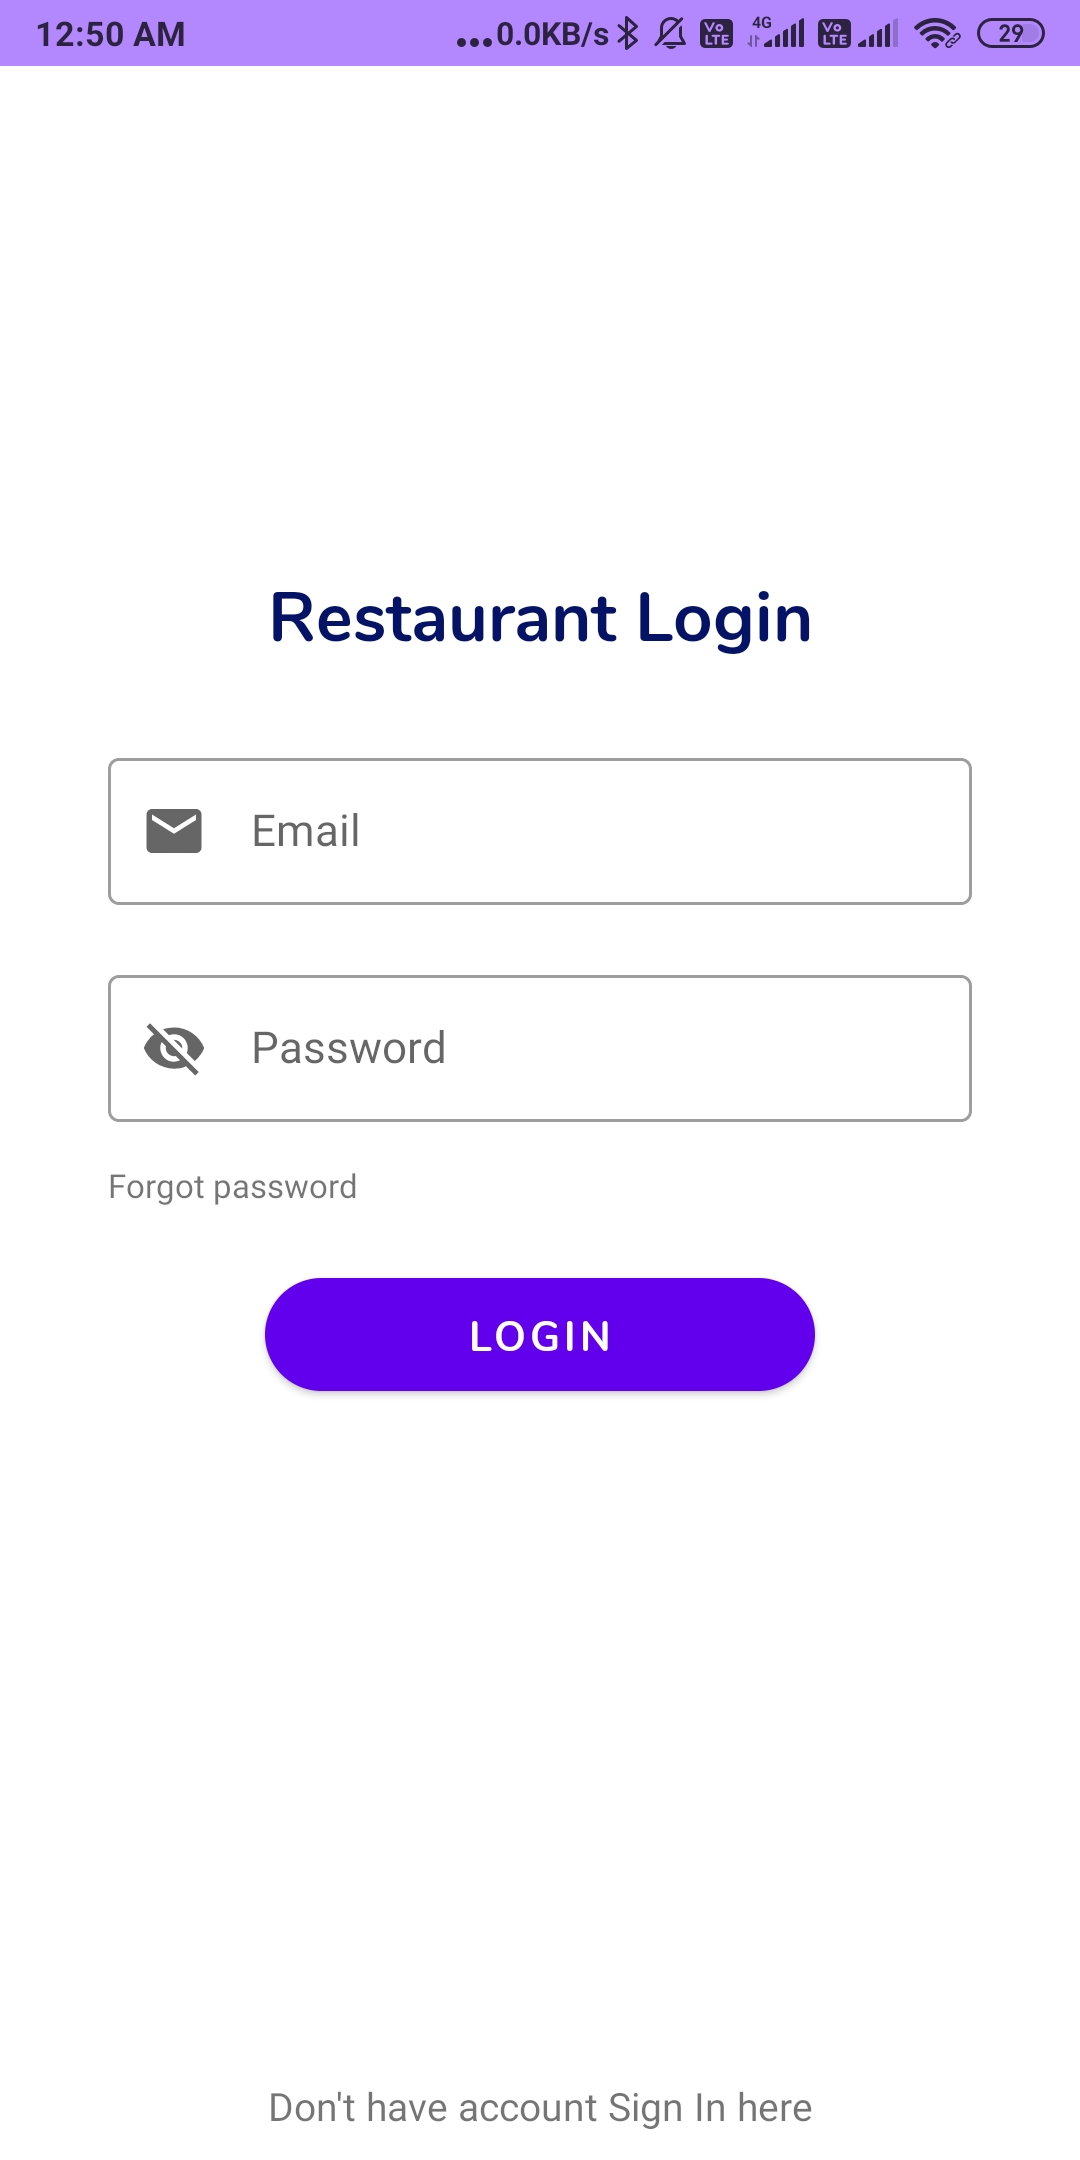 12:50 AM ...0.0KB/s Vo LTE 4G Vo LTE 29
Restaurant Login
Email
Password
Forgot password
LOGIN
Don't have account Sign In here